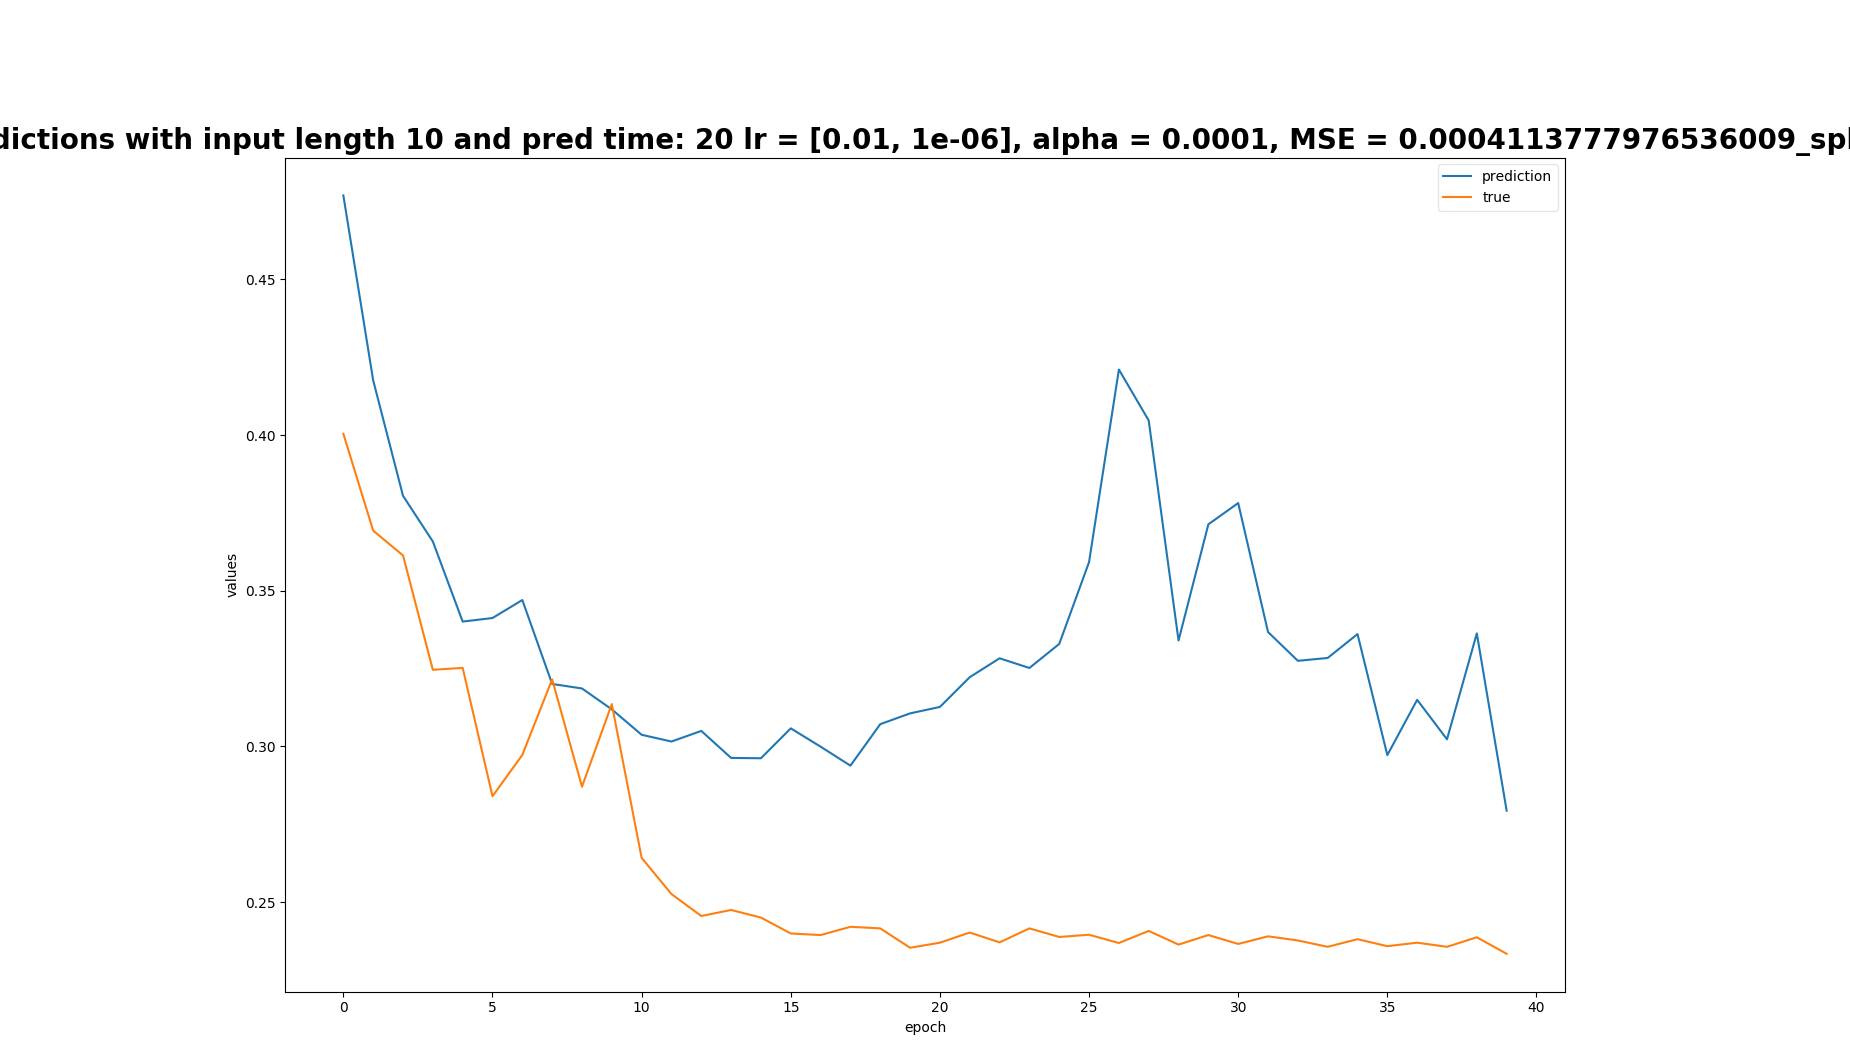 dictions with input length 10 and pred time: 20 lr = [0.01, 1e-06], alpha = 0.0001, MSE = 0.0004113777976536009_spl
prediction
true
0.45
0.40
0.35
0.30
0.25
values
0 5 10 15 20 25 30 35 40
epoch